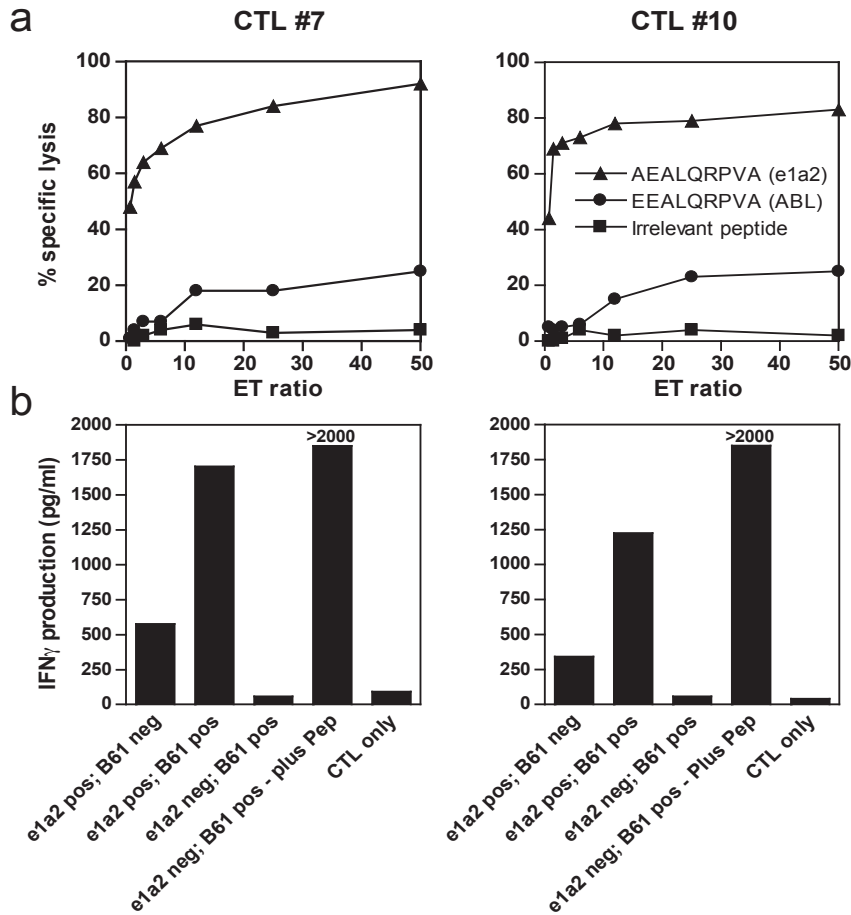 a
CTL #7
CTL #10
% specific lysis
100
80
60
40
20
0
0
10
20
30
40
50
ET ratio
100
80
60
40
20
0
0
10
20
30
40
50
ET ratio
AEALQRPVA (e1a2)
EEALQRPVA (ABL)
Irrelevant peptide
b
IFNγ production (pg/ml)
2000
1750
1500
1250
1000
750
500
250
0
>2000
e1a2 pos; B61 neg
e1a2 pos; B61 pos
e1a2 neg; B61 pos
e1a2 neg; B61 pos - plus Pep
CTL only
2000
1750
1500
1250
1000
750
500
250
0
>2000
e1a2 pos; B61 neg
e1a2 pos; B61 pos
e1a2 neg; B61 pos
e1a2 neg; B61 pos - Plus Pep
CTL only